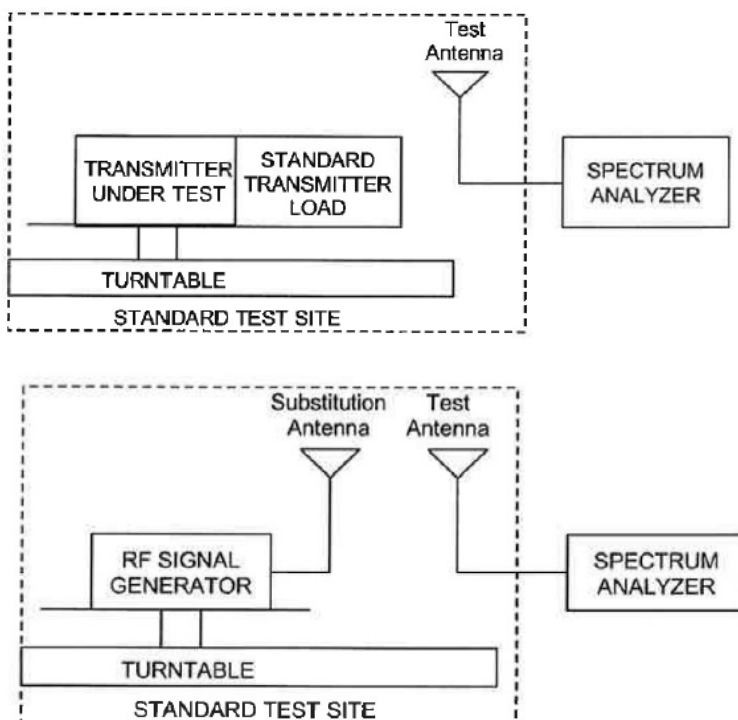 Test
Antenna
TRANSMITTER
UNDER TEST
STANDARD
TRANSMITTER
LOAD
SPECTRUM
ANALYZER
TURNTABLE
STANDARD TEST SITE
Substitution
Antenna
Test
Antenna
RF SIGNAL
GENERATOR
SPECTRUM
ANALYZER
TURNTABLE
STANDARD TEST SITE